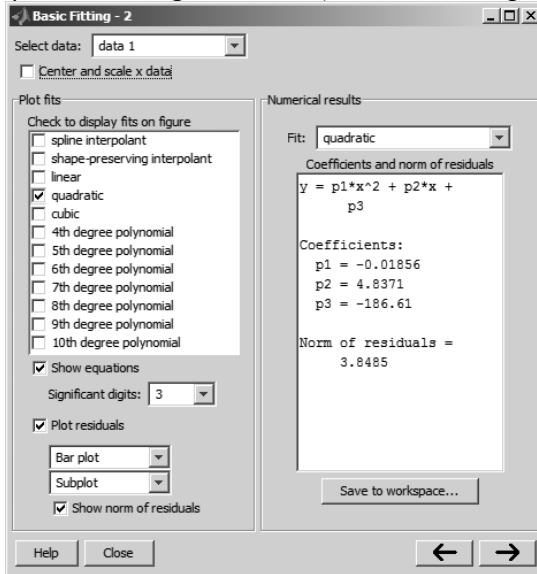 Basic Fitting - 2
Select data: data 1
Center and scale x data
Plot fits
Check to display fits on figure
spline interpolant
shape-preserving interpolant
linear
quadratic
cubic
4th degree polynomial
5th degree polynomial
6th degree polynomial
7th degree polynomial
8th degree polynomial
9th degree polynomial
10th degree polynomial
Show equations
Significant digits: 3
Plot residuals
Bar plot
Subplot
Show norm of residuals
Numerical results
Fit: quadratic
Coefficients and norm of residuals
y = p1*x^2 + p2*x +
p3
Coefficients:
p1 = -0.01856
p2 = 4.8371
p3 = -186.61
Norm of residuals =
3.8485
Save to workspace...
Help Close